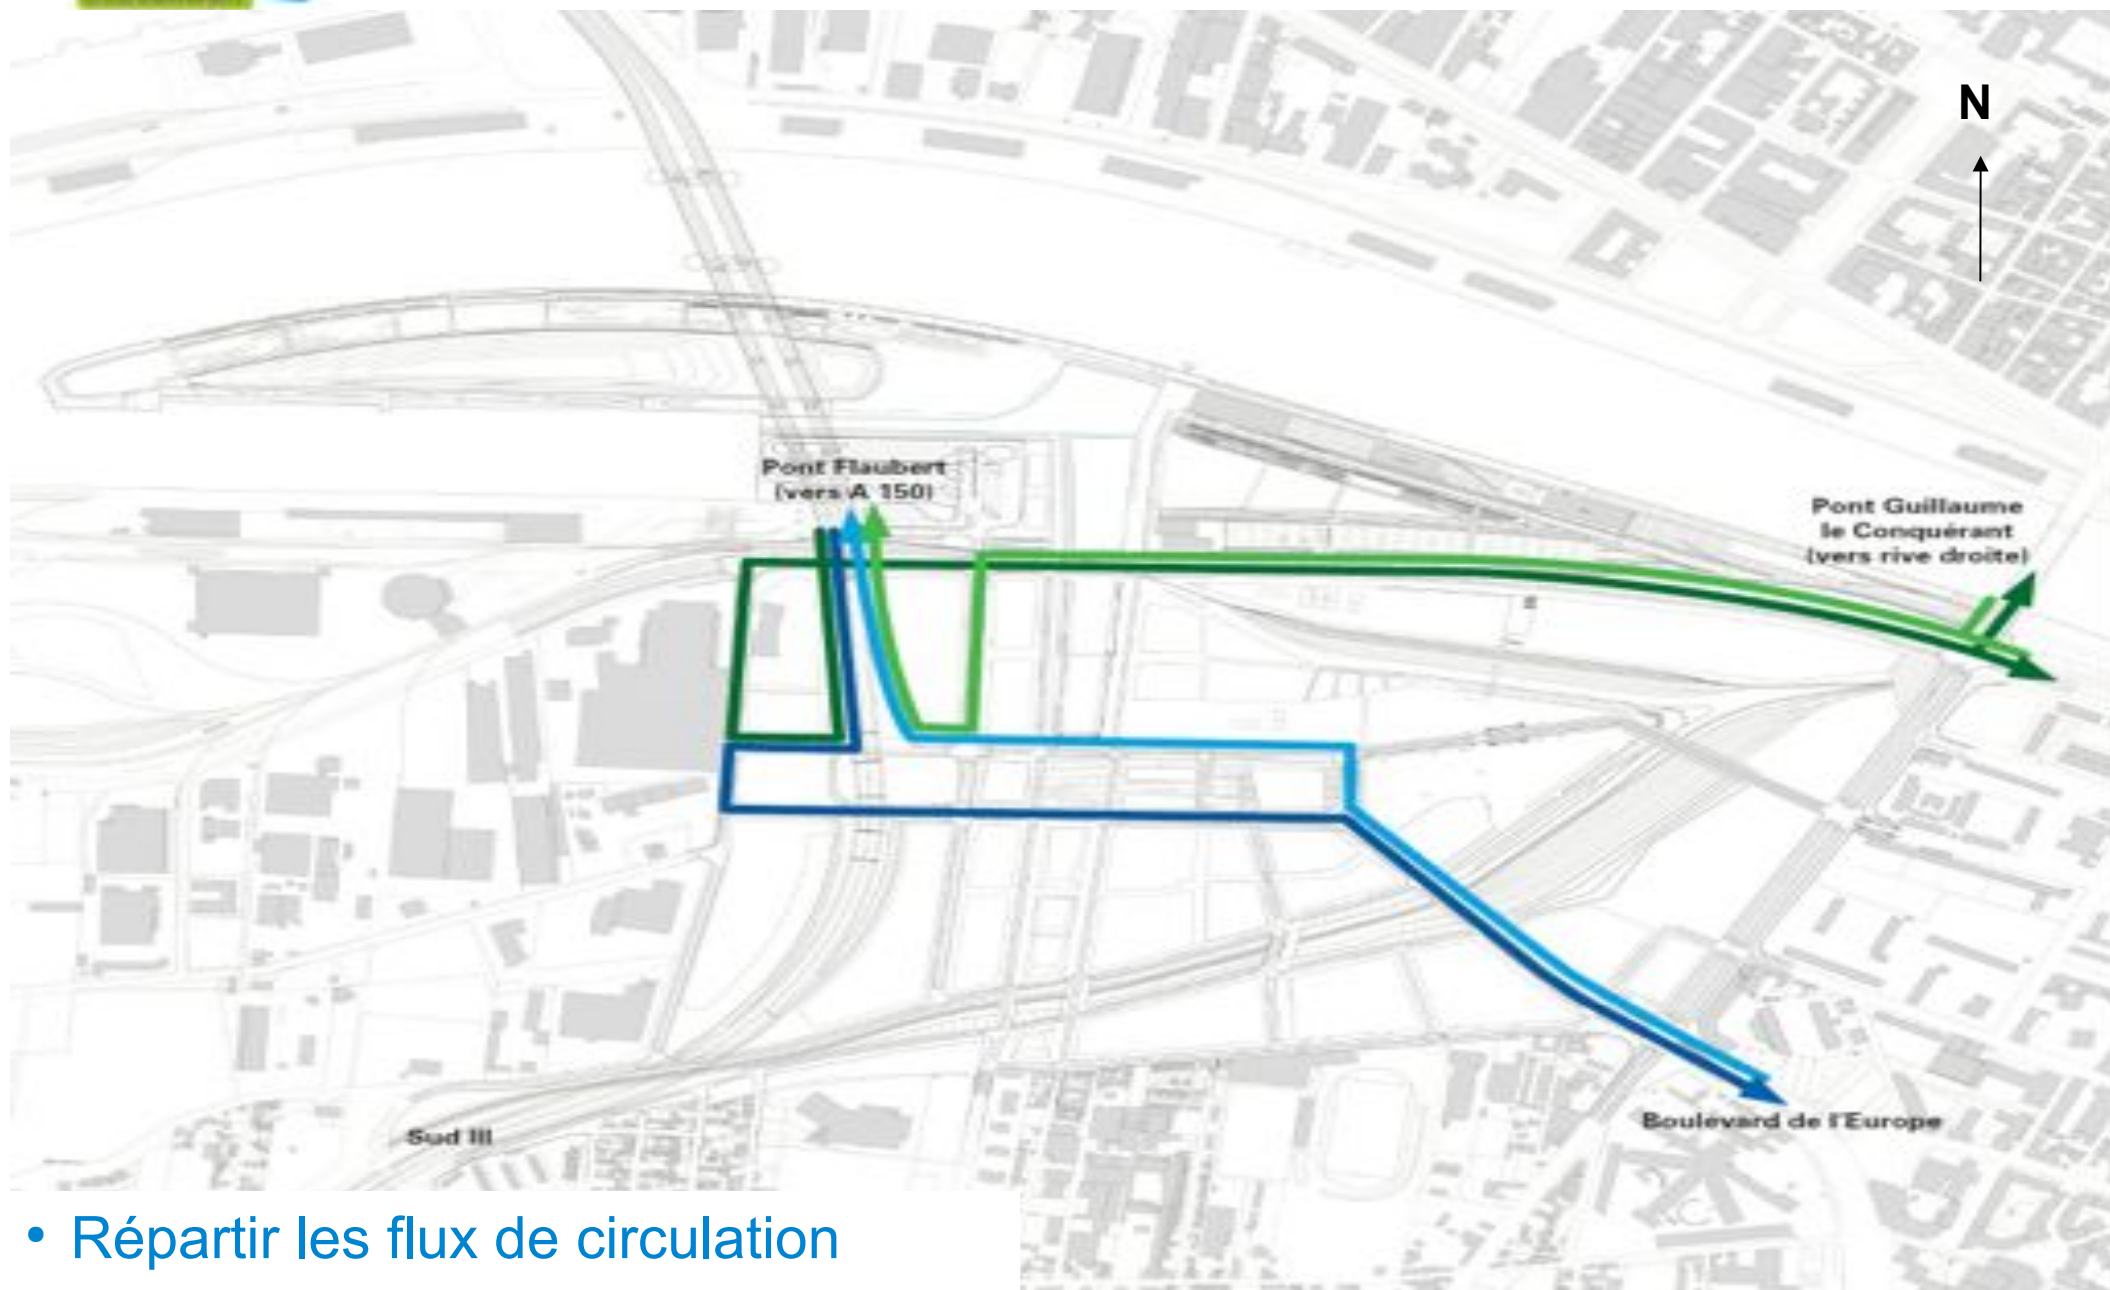 N
Pont Flaubert
(vers A 150)
Pont Guillaume
le Conquérant
(vers rive droite)
Boulevard de l'Europe
Sud III
• Répartir les flux de circulation